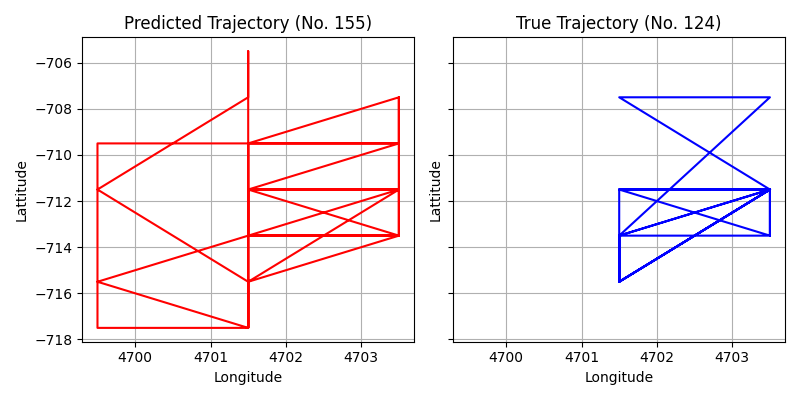 Predicted Trajectory (No. 155)
True Trajectory (No. 124)
−706
−708
−710
−712
−714
−716
−718
Lattitude
Lattitude
4700 4701 4702 4703
4700 4701 4702 4703
Longitude
Longitude